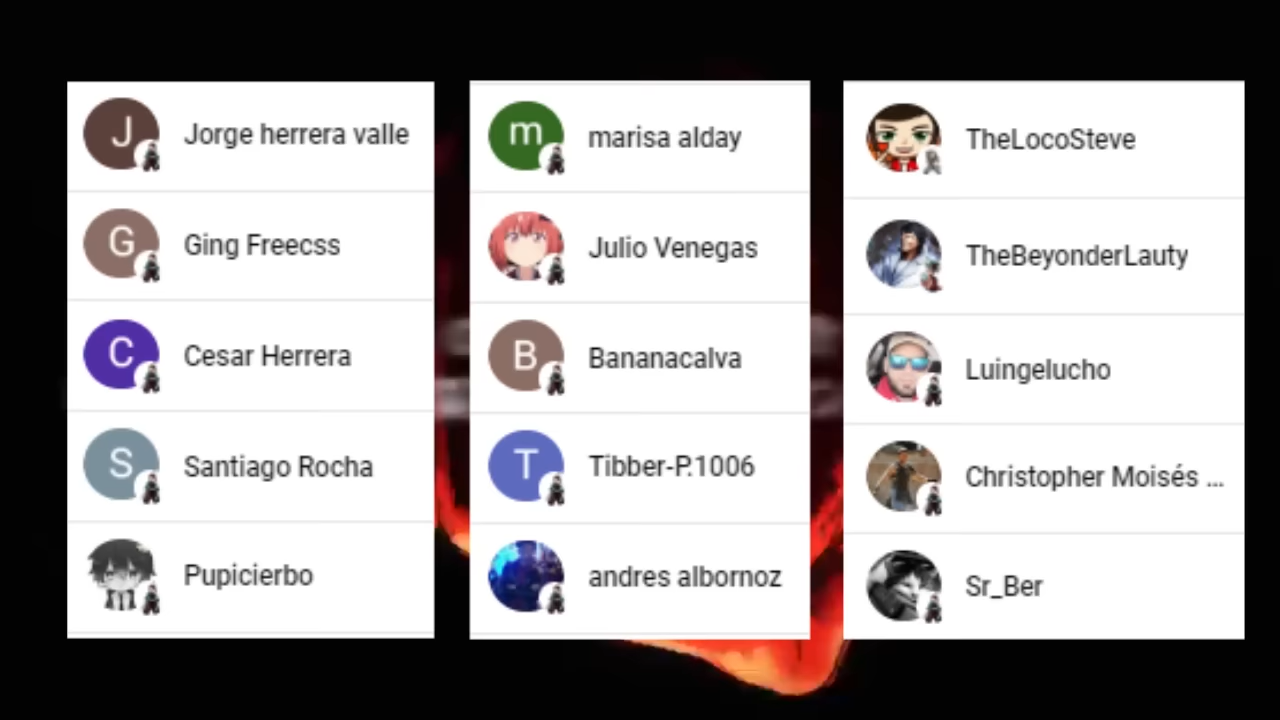 J
Jorge herrera valle
G
Ging Freecss
C
Cesar Herrera
S
Santiago Rocha
Pupicierbo
m
marisa alday
Julio Venegas
B
Bananacalva
T
Tibber-P.1006
andres albornoz
TheLocoSteve
TheBeyonderLauty
Luingelucho
Christopher Moisés ...
Sr_Ber